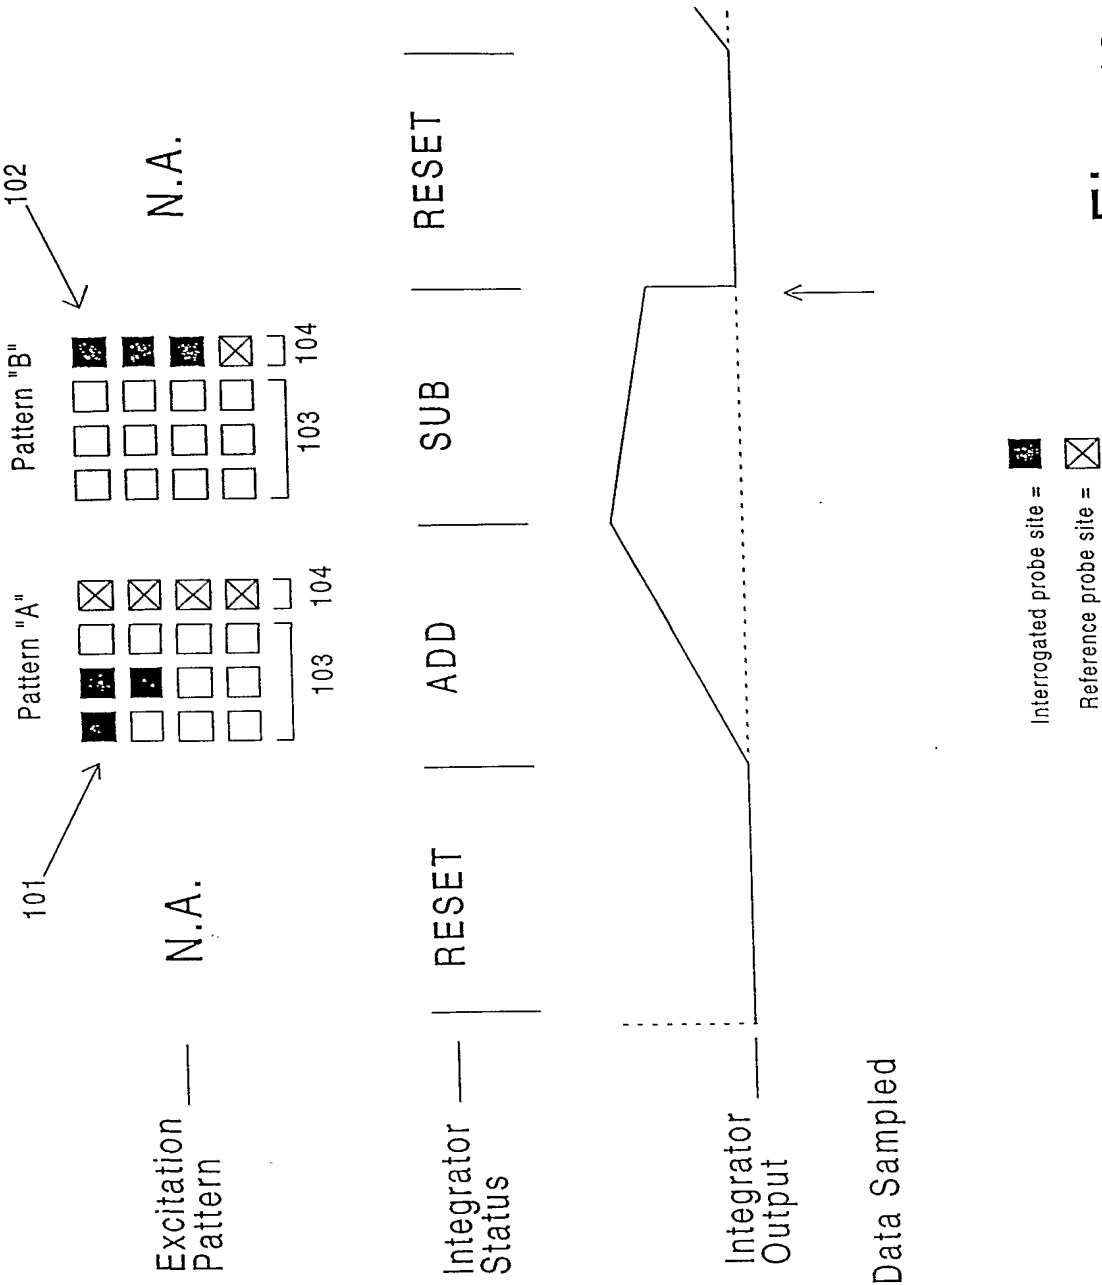 101
Pattern "A"
Pattern "B"
102
Excitation
Pattern
N.A.
N.A.
103
104
103
104
Integrator
Status
RESET
ADD
SUB
RESET
Integrator
Output
Data Sampled
Interrogated probe site =
Reference probe site =